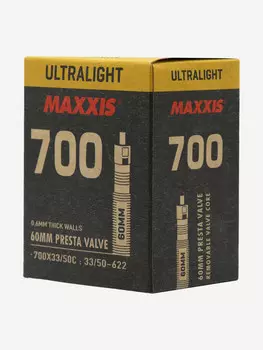 ULTRALIGHT
MAXXIS
700
0.6MM THICK WALLS
60MM PRESTA VALVE
700X33/50C : 33/50-622
60MM
ULTRALIGHT
MAXXIS
700
60MM
60MM PRESTA VALVE
REMOVABLE VALVE CORE